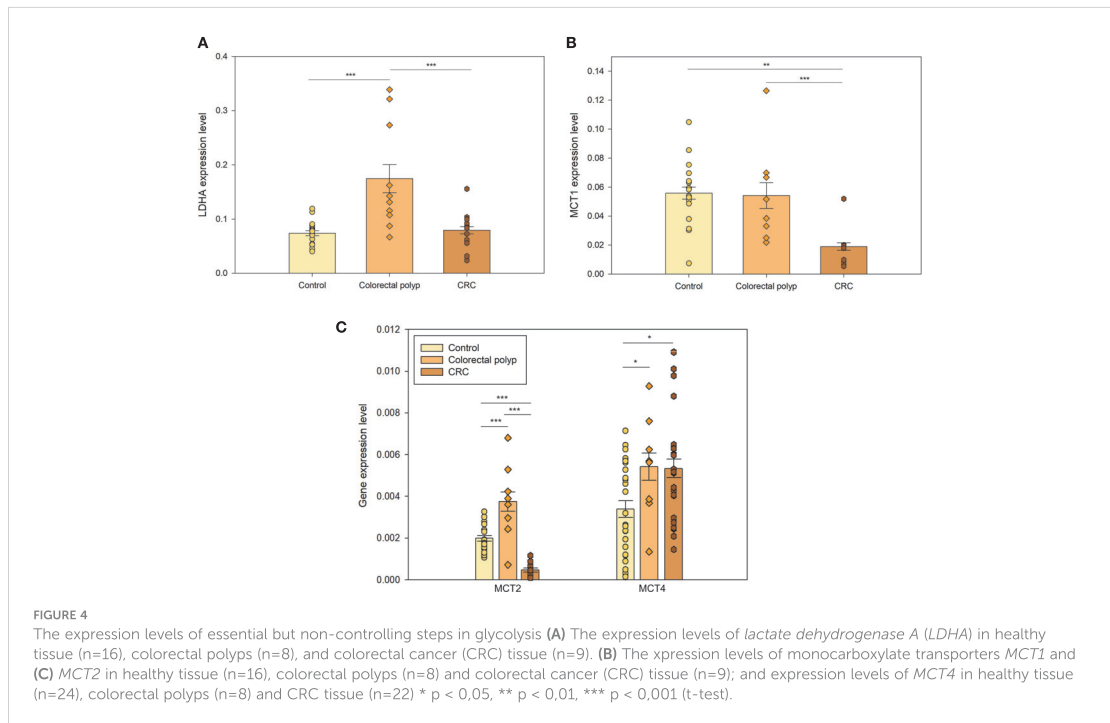 A
0.4
0.3
0.2
0.1
0.0
LDHA expression level
***
***
Control
Colorectal polyp
CRC
B
0.14
0.12
0.10
0.08
0.06
0.04
0.02
0.00
MCT1 expression level
**
***
Control
Colorectal polyp
CRC
C
0.012
0.010
0.008
0.006
0.004
0.002
0.000
Gene expression level
Control
Colorectal polyp
CRC
***
***
***
*
*
MCT2
MCT4
FIGURE 4
The expression levels of essential but non-controlling steps in glycolysis (A) The expression levels of lactate dehydrogenase A (LDHA) in healthy
tissue (n=16), colorectal polyps (n=8), and colorectal cancer (CRC) tissue (n=9). (B) The xpression levels of monocarboxylate transporters MCT1 and
(C) MCT2 in healthy tissue (n=16), colorectal polyps (n=8) and colorectal cancer (CRC) tissue (n=9); and expression levels of MCT4 in healthy tissue
(n=24), colorectal polyps (n=8) and CRC tissue (n=22) * p < 0,05, ** p < 0,01, *** p < 0,001 (t-test).